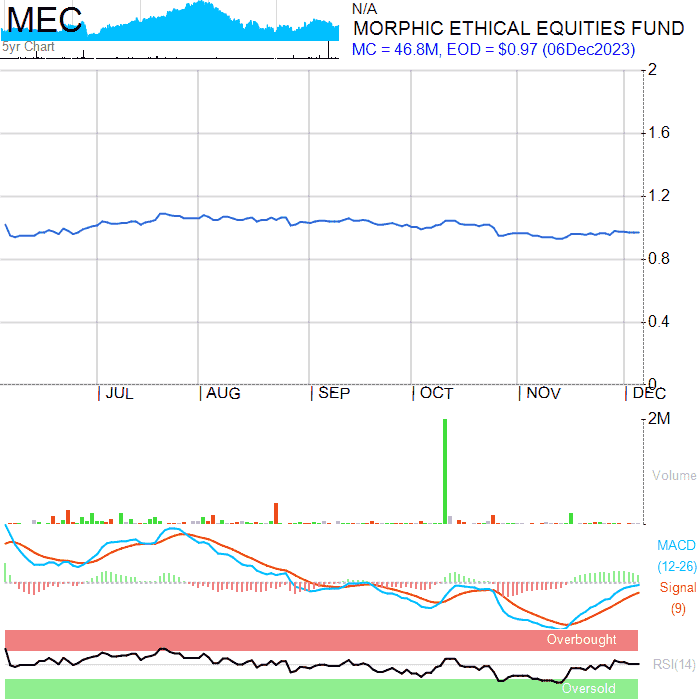 MEC
5yr Chart
N/A
MORPHIC ETHICAL EQUITIES FUND
MC = 46.8M, EOD = $0.97 (06Dec2023)
2
1.6
1.2
0.8
0.4
0
JUL
AUG
SEP
OCT
NOV
DEC
2M
Volume
MACD
(12-26)
Signal
(9)
Overbought
RSI(14)
Oversold